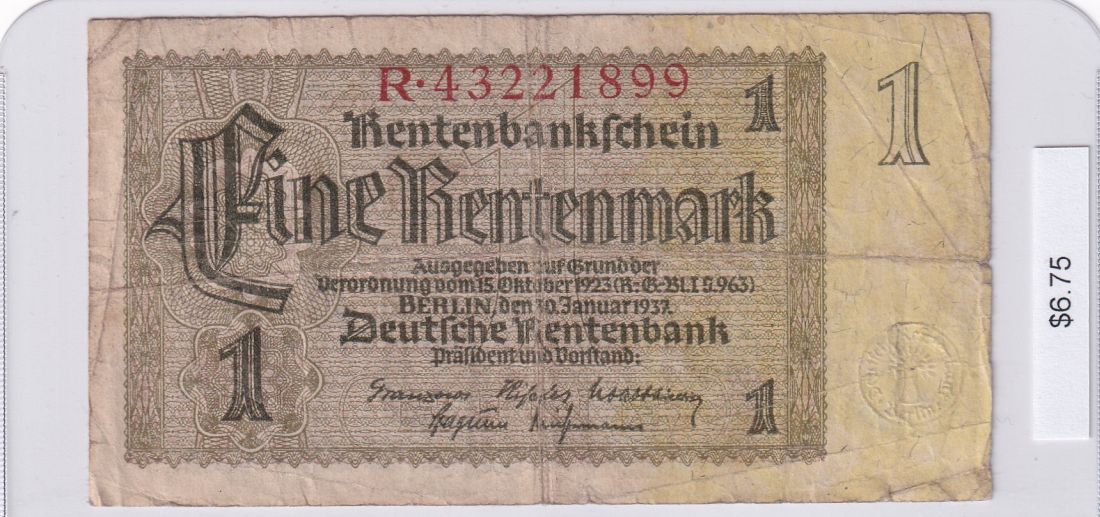 R·43221899
1
1
Rentenbankschein
Eine Rentenmark
Ausgegeben auf Grund der
Verordnung vom 15. Oktober 1923 (R-G-Bl I S. 963)
BERLIN, den 30. Januar 1937.
Deutsche Rentenbank
Präsident und Vorstand:
1
1
$6.75